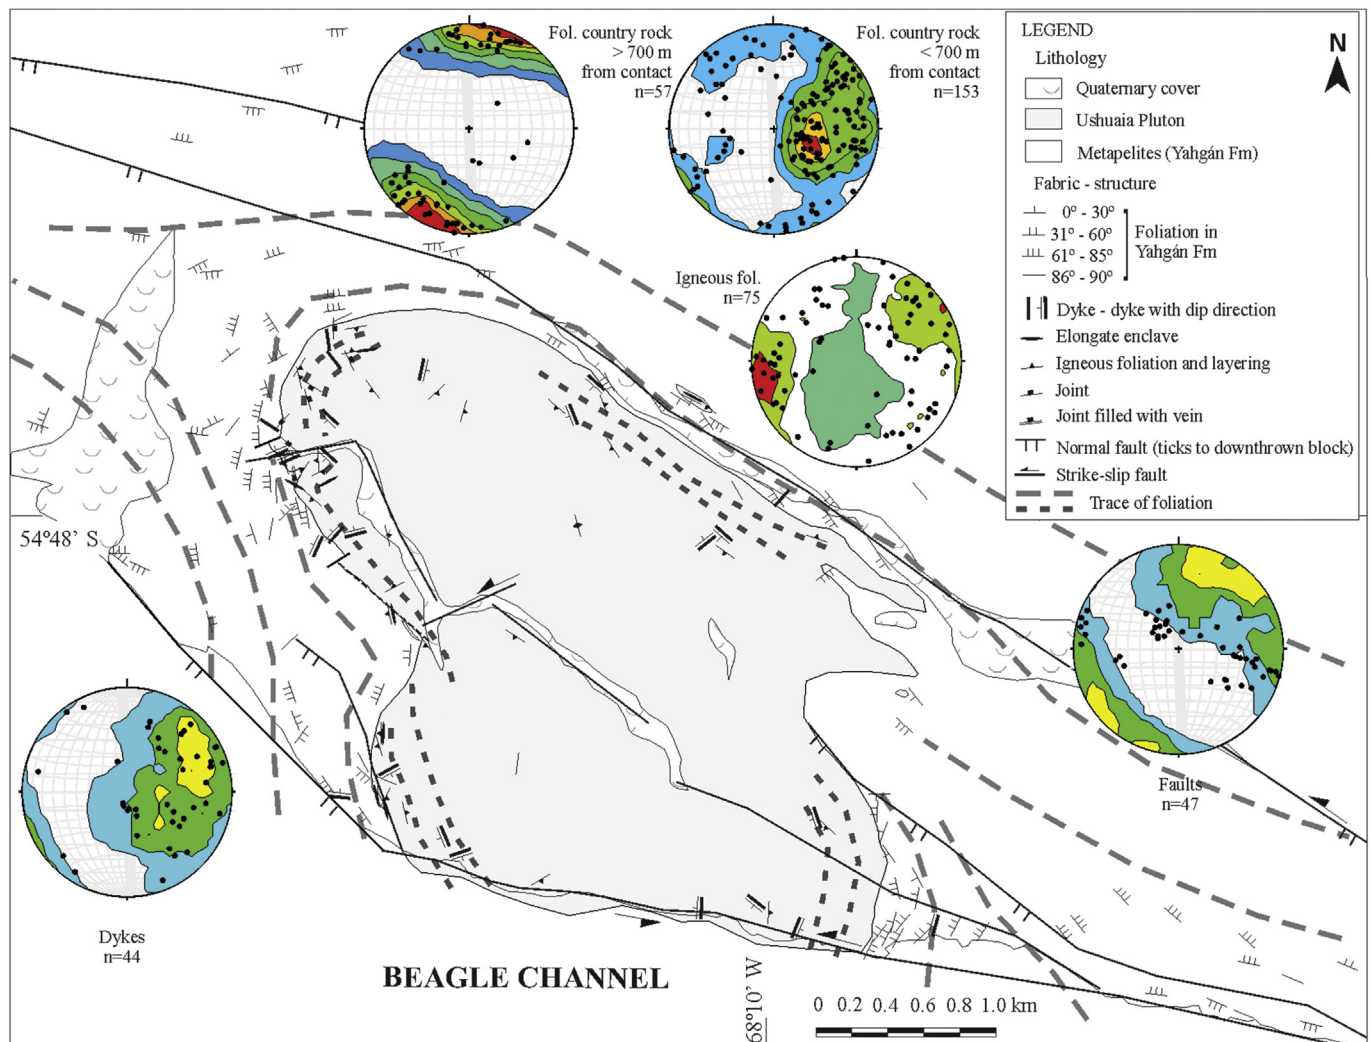 Fol. country rock
> 700 m
from contact
n=57
Fol. country rock
< 700 m
from contact
n=153
Igneous fol.
n=75
LEGEND
N
Lithology
Quaternary cover
Ushuaia Pluton
Metapelites (Yahgán Fm)
Fabric - structure
0º - 30º
31º - 60º
61º - 85º
86º - 90º
Foliation in
Yahgán Fm
Dyke - dyke with dip direction
Elongate enclave
Igneous foliation and layering
Joint
Joint filled with vein
Normal fault (ticks to downthrown block)
Strike-slip fault
Trace of foliation
54º48’ S
Faults
n=47
Dykes
n=44
BEAGLE CHANNEL
68º10’ W
0 0.2 0.4 0.6 0.8 1.0 km